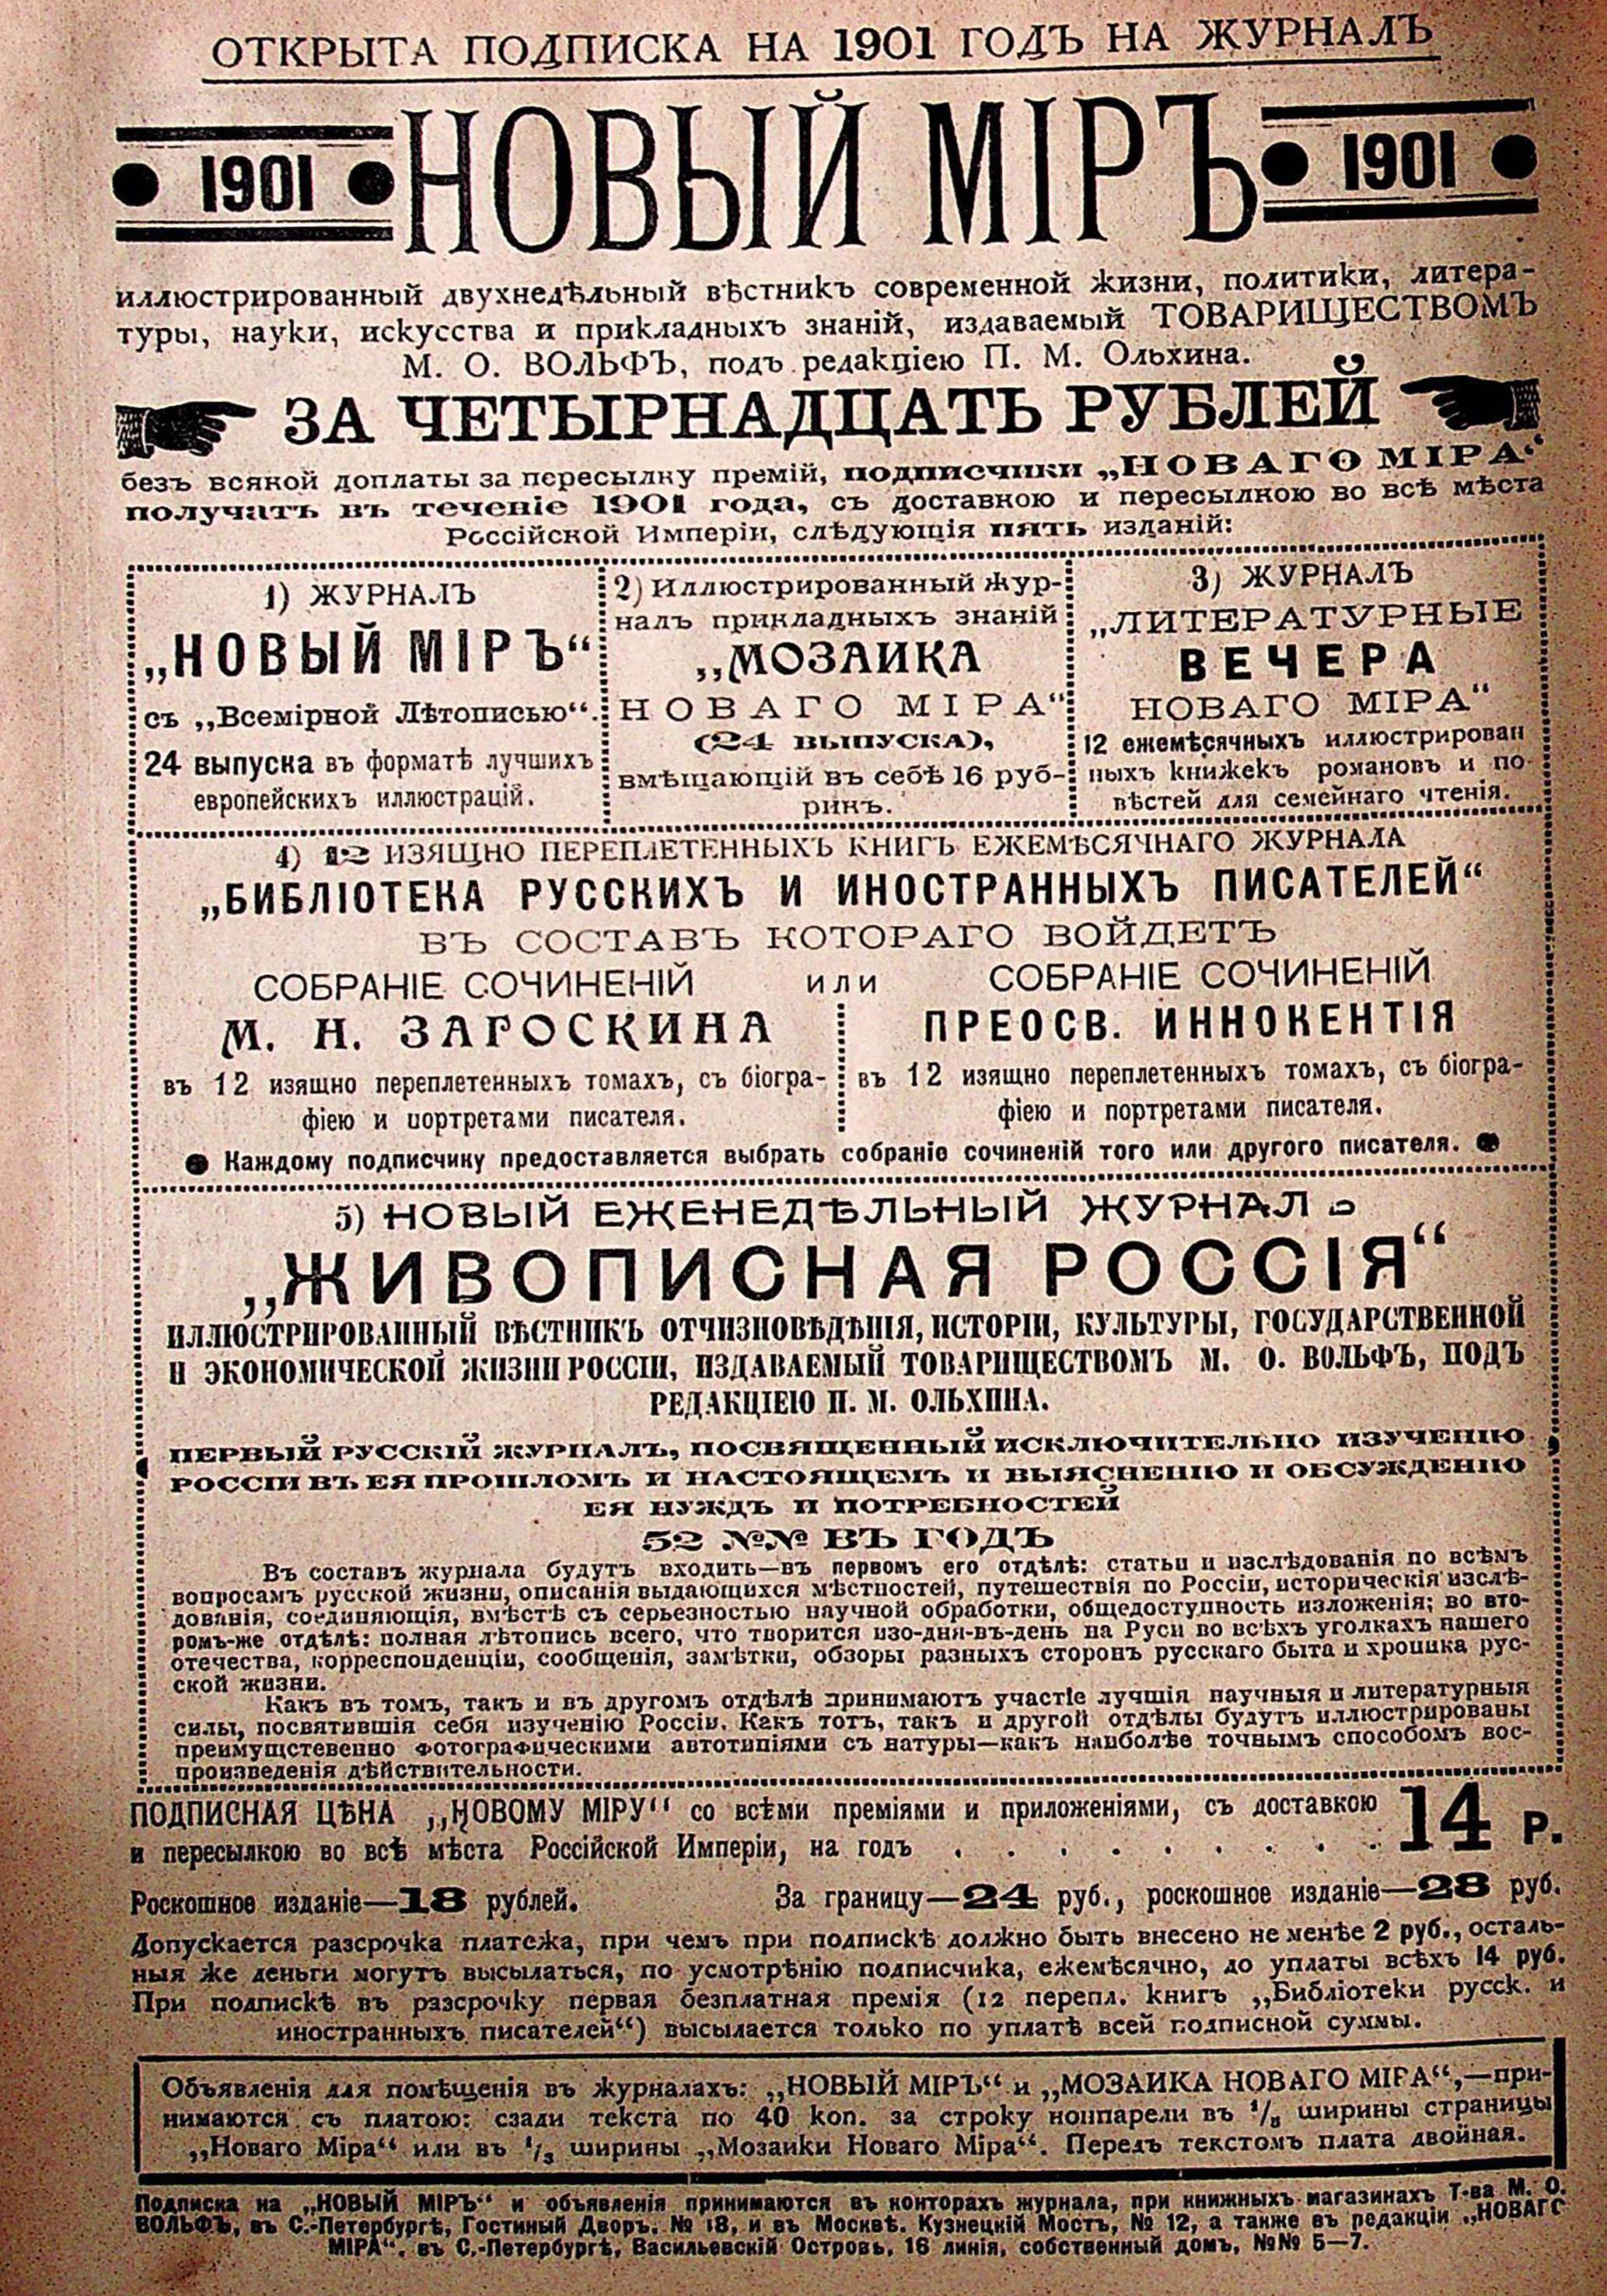 ОТКРЫТА ПОДПИСКА НА 1901 ГОДЪ НА ЖУРНАЛЪ
1901 НОВЫЙ МІРЪ 1901
иллюстрированный двухнедѣльный вѣстникъ современной жизни, политики, литера-
туры, науки, искусства и прикладныхъ знаній, издаваемый ТОВАРИЩЕСТВОМЪ
М. О. ВОЛЬФЪ, подъ редакціею П. М. Ольхина.
ЗА ЧЕТЫРНАДЦАТЬ РУБЛЕЙ
безъ всякой доплаты за пересылку премій, подписчики „НОВАГО МІРА“
получатъ въ теченіе 1901 года, съ доставкою и пересылкою во всѣ мѣста
Россійской Имперіи, слѣдующія пять изданій:
1) ЖУРНАЛЪ
„НОВЫЙ МІРЪ“
съ „Всемірной Лѣтописью“.
24 выпуска въ форматѣ лучшихъ
европейскихъ иллюстрацій.
2) Иллюстрированный жур-
налъ прикладныхъ знаній
„МОЗАИКА
НОВАГО МІРА“
(24 выпуска),
вмѣщающій въ себѣ 16 руб-
рикъ.
3) ЖУРНАЛЪ
„ЛИТЕРАТУРНЫЕ
ВЕЧЕРА
НОВАГО МІРА“
12 ежемѣсячныхъ иллюстрирован
ныхъ книжекъ романовъ и по-
вѣстей для семейнаго чтенія.
4) 12 ИЗЯЩНО ПЕРЕПЛЕТЕННЫХЪ КНИГЪ ЕЖЕМѢСЯЧНАГО ЖУРНАЛА
„БИБЛІОТЕКА РУССКИХЪ И ИНОСТРАННЫХЪ ПИСАТЕЛЕЙ“
ВЪ СОСТАВЪ КОТОРАГО ВОЙДЕТЪ
СОБРАНІЕ СОЧИНЕНІЙ или СОБРАНІЕ СОЧИНЕНІЙ
М. Н. ЗАГОСКИНА
въ 12 изящно переплетенныхъ томахъ, съ біогра-
фіею и портретами писателя.
ПРЕОСВ. ИННОКЕНТІЯ
въ 12 изящно переплетенныхъ томахъ, съ біогра-
фіею и портретами писателя.
Каждому подписчику предоставляется выбрать собраніе сочиненій того или другого писателя.
5) НОВЫЙ ЕЖЕНЕДѢЛЬНЫЙ ЖУРНАЛЪ
„ЖИВОПИСНАЯ РОССІЯ“
ИЛЛЮСТРИРОВАННЫЙ ВѢСТНИКЪ ОТЧИЗНОВѢДѢНІЯ, ИСТОРІИ, КУЛЬТУРЫ, ГОСУДАРСТВЕННОЙ
И ЭКОНОМИЧЕСКОЙ ЖИЗНИ РОССІИ, ИЗДАВАЕМЫЙ ТОВАРИЩЕСТВОМЪ М. О. ВОЛЬФЪ, ПОДЪ
РЕДАКЦІЕЮ П. М. ОЛЬХИНА.
ПЕРВЫЙ РУССКІЙ ЖУРНАЛЪ, ПОСВЯЩЕННЫЙ ИСКЛЮЧИТЕЛЬНО ИЗУЧЕНІЮ
РОССІИ ВЪ ЕЯ ПРОШЛОМЪ И НАСТОЯЩЕМЪ И ВЫЯСНЕНІЮ И ОБСУЖДЕНІЮ
ЕЯ НУЖДЪ И ПОТРЕБНОСТЕЙ
52 №№ ВЪ ГОДЪ
Въ составъ журнала будутъ входить—въ первомъ его отдѣлѣ: статьи и изслѣдованія по всѣмъ
вопросамъ русской жизни, описанія выдающихся мѣстностей, путешествія по Россіи, историческія изслѣ-
дованія, соединяющія, вмѣстѣ съ серьезностью научной обработки, общедоступность изложенія; во вто-
ромъ-же отдѣлѣ: полная лѣтопись всего, что творится изо-дня-въ-день на Руси во всѣхъ уголкахъ нашего
отечества, корреспонденціи, сообщенія, замѣтки, обзоры разныхъ сторонъ русскаго быта и хроника рус-
ской жизни.
Какъ въ томъ, такъ и въ другомъ отдѣлѣ принимаютъ участіе лучшія научныя и литературныя
силы, посвятившія себя изученію Россіи. Какъ тотъ, такъ и другой отдѣлы будутъ иллюстрированы
преимущественно фотографическими автотипіями съ натуры—какъ наиболѣе точнымъ способомъ вос-
произведенія дѣйствительности.
ПОДПИСНАЯ ЦѢНА „НОВОМУ МІРУ“ со всѣми преміями и приложеніями, съ доставкою
и пересылкою во всѣ мѣста Россійской Имперіи, на годъ . . . . . . . . . 14 Р.
Роскошное изданіе—18 рублей. За границу—24 руб., роскошное изданіе—28 руб.
Допускается разсрочка платежа, при чемъ при подпискѣ должно быть внесено не менѣе 2 руб., осталь-
ныя же деньги могутъ высылаться, по усмотрѣнію подписчика, ежемѣсячно, до уплаты всѣхъ 14 руб.
При подпискѣ въ разсрочку первая безплатная премія (12 перепл. книгъ „Библіотеки русск. и
иностранныхъ писателей“) высылается только по уплатѣ всей подписной суммы.
Объявленія для помѣщенія въ журналахъ: „НОВЫЙ МІРЪ“ и „МОЗАИКА НОВАГО МІРА“,—при-
нимаются съ платою: сзади текста по 40 коп. за строку нонпарели въ ширины страницы
„Новаго Міра“ или въ 1/3 ширины „Мозаики Новаго Міра“. Передъ текстомъ плата двойная.
Подписка на „НОВЫЙ МІРЪ“ и объявленія принимаются въ конторахъ журнала, при книжныхъ магазинахъ Т-ва М. О.
ВОЛЬФЪ, въ С.-Петербургѣ, Гостиный Дворъ, № 18, и въ Москвѣ, Кузнецкій Мостъ, № 12, а также въ редакціи „НОВАГО
МІРА“, въ С.-Петербургѣ, Васильевскій Островъ, 16 линія, собственный домъ, №№ 5—7.